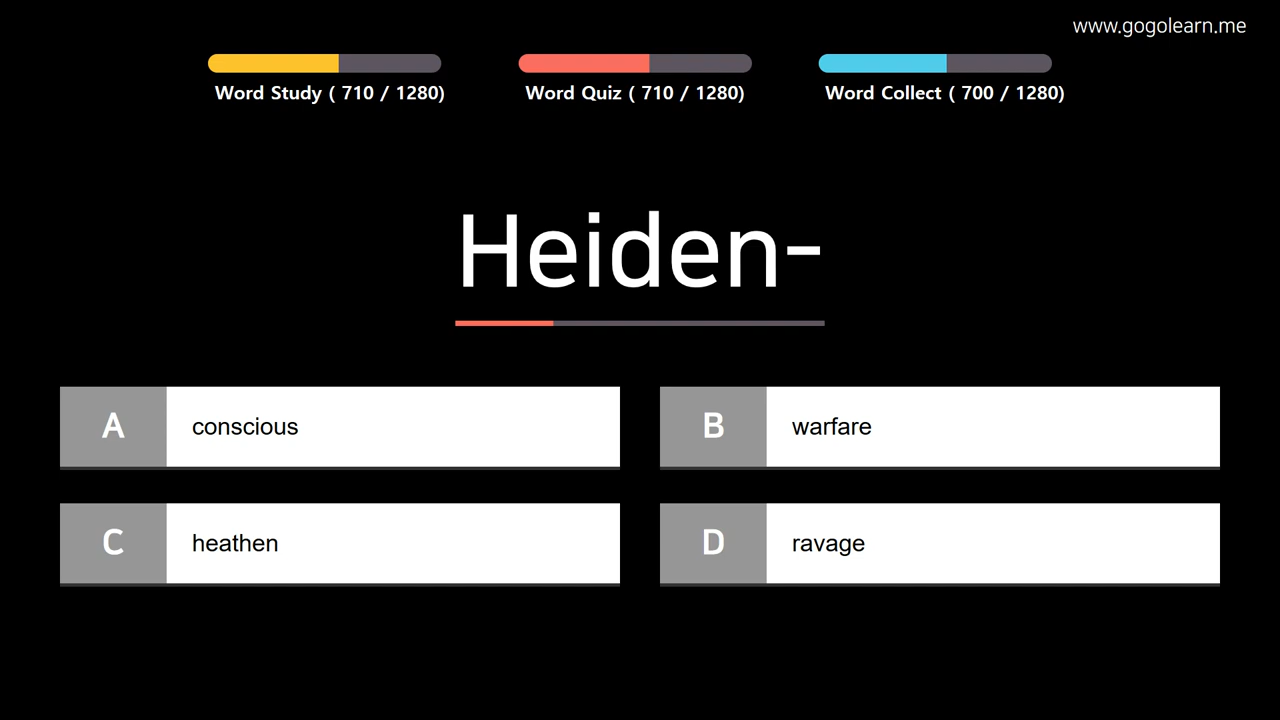 www.gogolearn.me
Word Study ( 710 / 1280)
Word Quiz ( 710 / 1280)
Word Collect ( 700 / 1280)
Heiden-
A conscious
B warfare
C heathen
D ravage